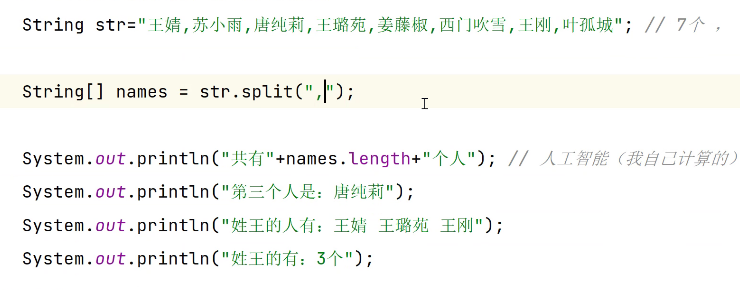 String str="王婧,苏小雨,唐纯莉,王璐苑,姜藤椒,西门吹雪,王刚,叶孤城"; // 7个 ，
String[] names = str.split(",");
System.out.println("共有"+names.length+"个人"); // 人工智能（我自己计算的）
System.out.println("第三个人是：唐纯莉");
System.out.println("姓王的人有：王婧 王璐苑 王刚");
System.out.println("姓王的有：3个");